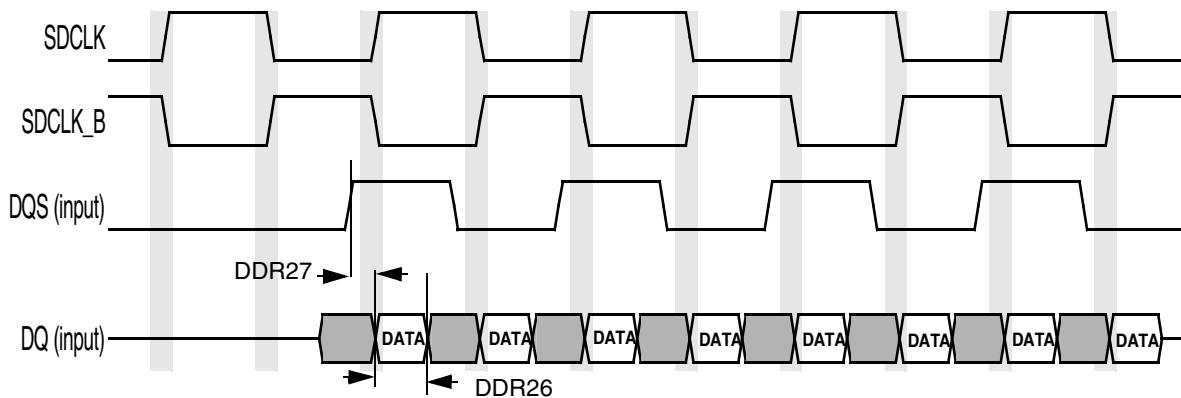 SDCLK
SDCLK_B
DQS (input)
DDR27
DQ (input)
DATA DATA DATA DATA DATA DATA DATA DATA
DDR26